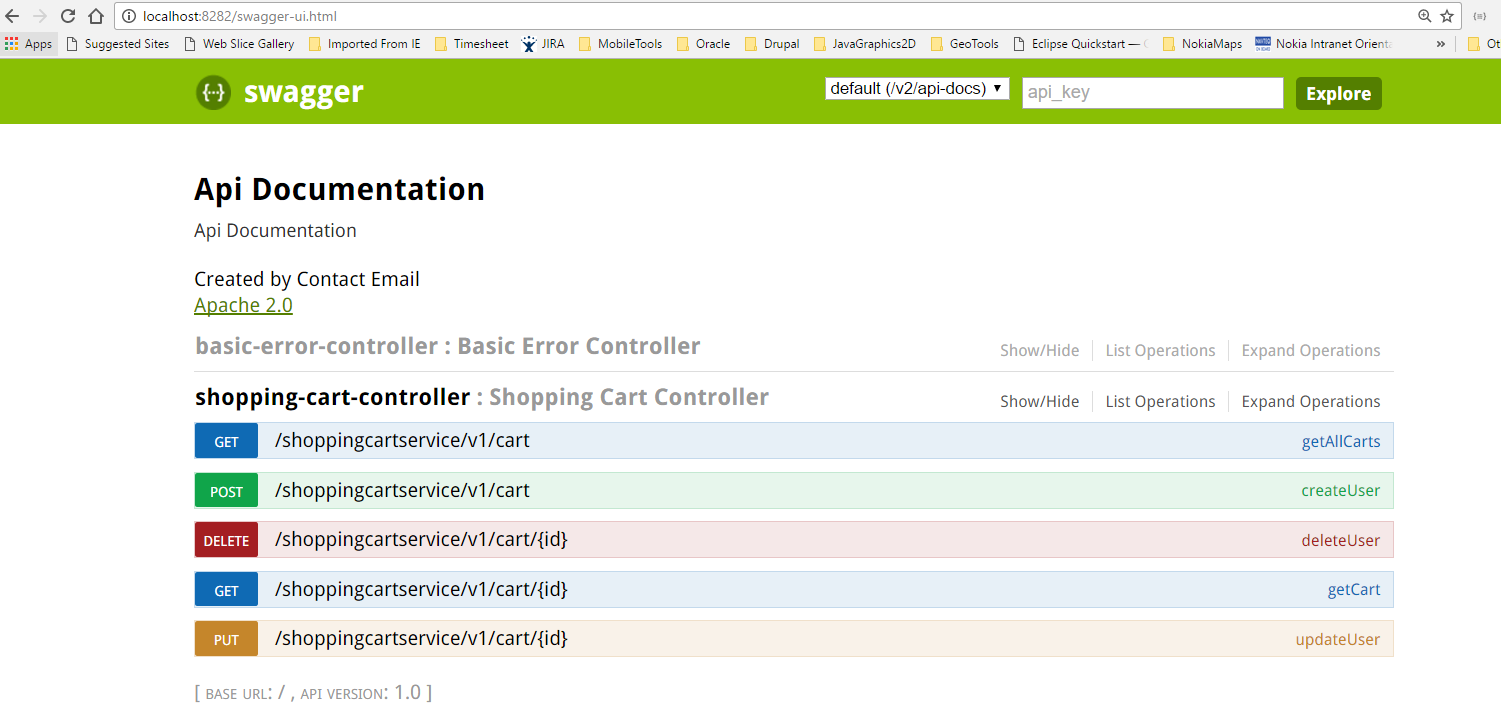 localhost:8282/swagger-ui.html
Apps Suggested Sites Web Slice Gallery Imported From IE Timesheet JIRA MobileTools Oracle Drupal JavaGraphics2D GeoTools Eclipse Quickstart — NokiaMaps Nokia Intranet Orient » Ot
{···} swagger default (/v2/api-docs) ▼ api_key Explore
Api Documentation
Api Documentation
Created by Contact Email
Apache 2.0
basic-error-controller : Basic Error Controller Show/Hide List Operations Expand Operations
shopping-cart-controller : Shopping Cart Controller Show/Hide List Operations Expand Operations
GET /shoppingcartservice/v1/cart getAllCarts
POST /shoppingcartservice/v1/cart createUser
DELETE /shoppingcartservice/v1/cart/{id} deleteUser
GET /shoppingcartservice/v1/cart/{id} getCart
PUT /shoppingcartservice/v1/cart/{id} updateUser
[ BASE URL: / , API VERSION: 1.0 ]